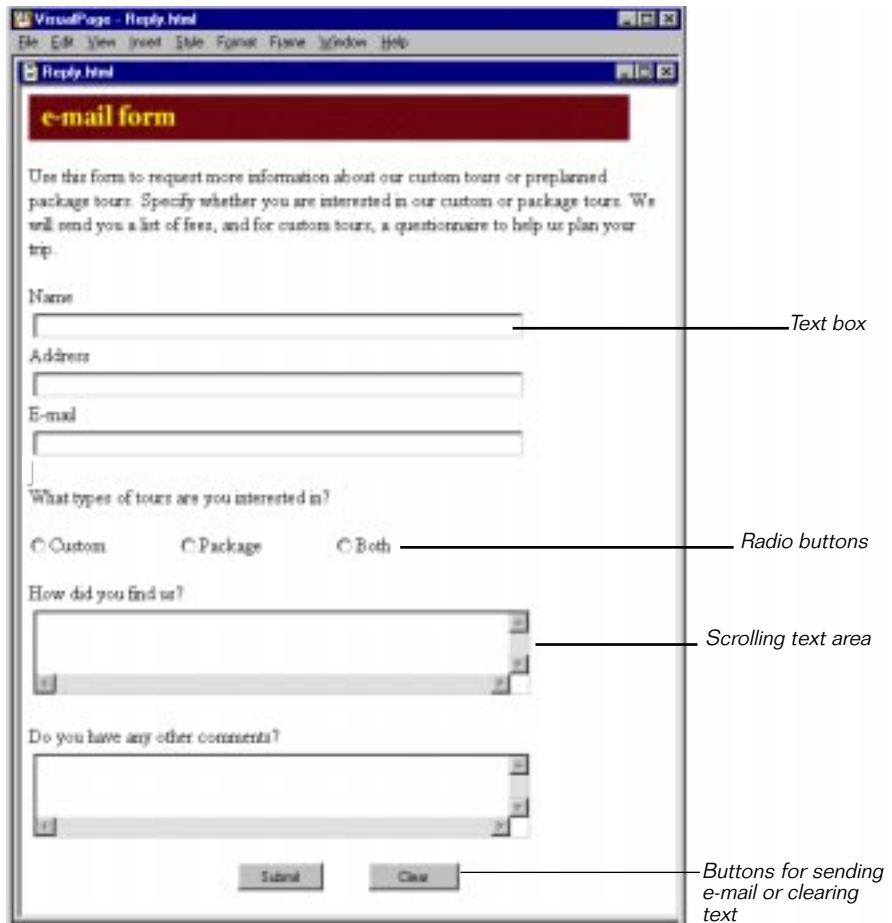 VisualPage - Reply.html
File Edit View Insert Style Format Frame Window Help
Reply.html
e-mail form
Use this form to request more information about our custom tours or preplanned
package tours. Specify whether you are interested in our custom or package tours. We
will send you a list of fees, and for custom tours, a questionnaire to help us plan your
trip.
Name
Text box
Address
E-mail
What types of tours are you interested in?
Custom Package Both
Radio buttons
How did you find us?
Scrolling text area
Do you have any other comments?
Submit Clear
Buttons for sending
e-mail or clearing
text